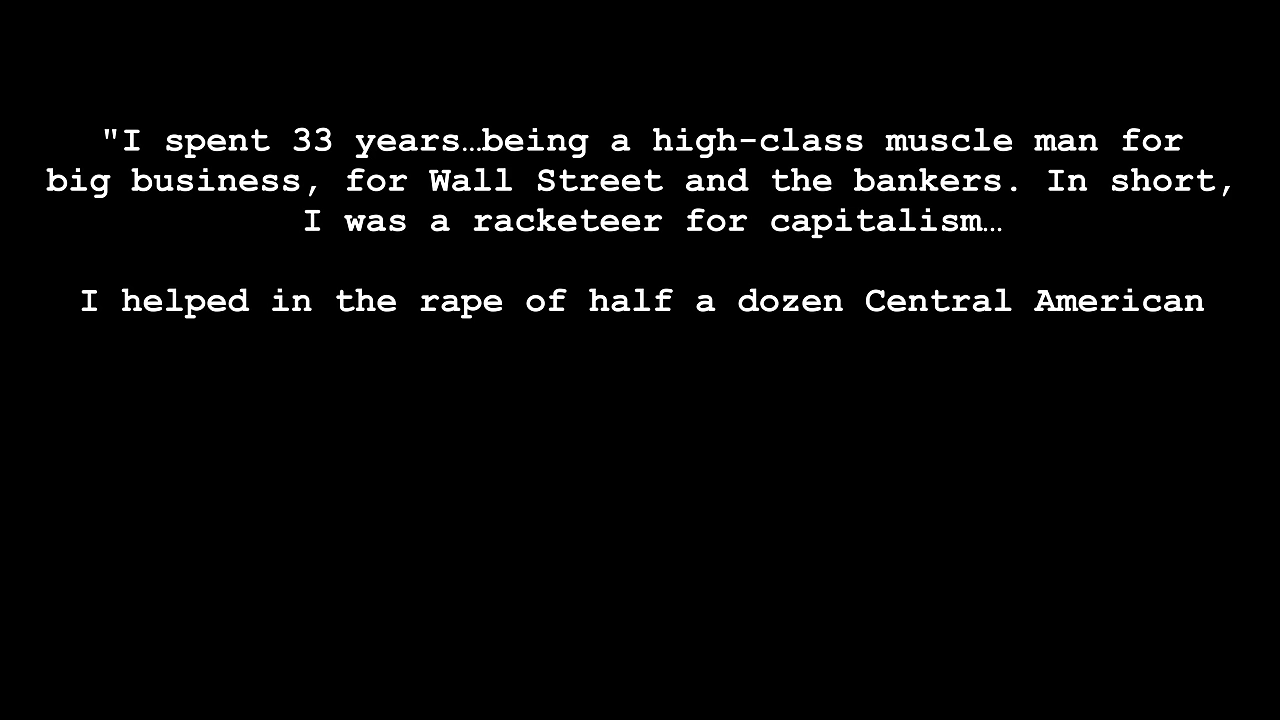 "I spent 33 years…being a high-class muscle man for
big business, for Wall Street and the bankers. In short,
I was a racketeer for capitalism…
I helped in the rape of half a dozen Central American